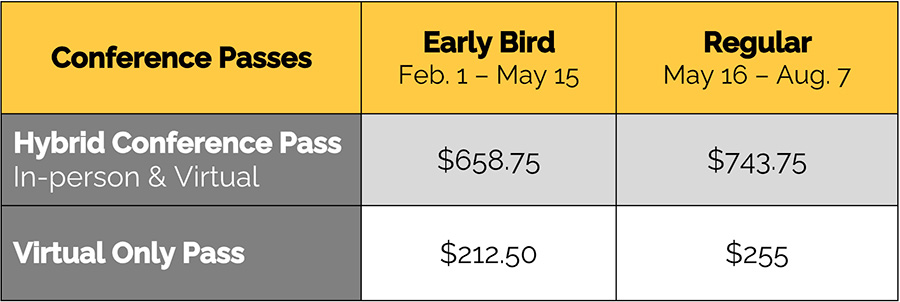 Conference Passes
Early Bird
Feb. 1 – May 15
Regular
May 16 – Aug. 7
Hybrid Conference Pass
In-person & Virtual
$658.75
$743.75
Virtual Only Pass
$212.50
$255